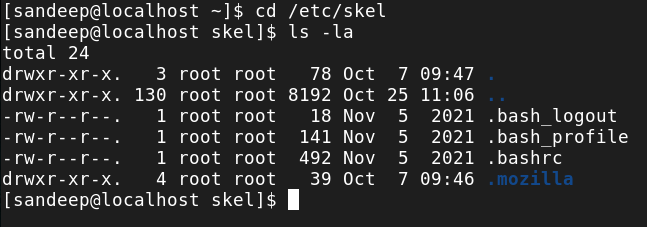 [sandeep@localhost ~]$ cd /etc/skel
[sandeep@localhost skel]$ ls -la
total 24
drwxr-xr-x.   3 root root   78 Oct  7 09:47 .
drwxr-xr-x. 130 root root 8192 Oct 25 11:06 ..
-rw-r--r--.   1 root root   18 Nov  5  2021 .bash_logout
-rw-r--r--.   1 root root  141 Nov  5  2021 .bash_profile
-rw-r--r--.   1 root root  492 Nov  5  2021 .bashrc
drwxr-xr-x.   4 root root   39 Oct  7 09:46 .mozilla
[sandeep@localhost skel]$